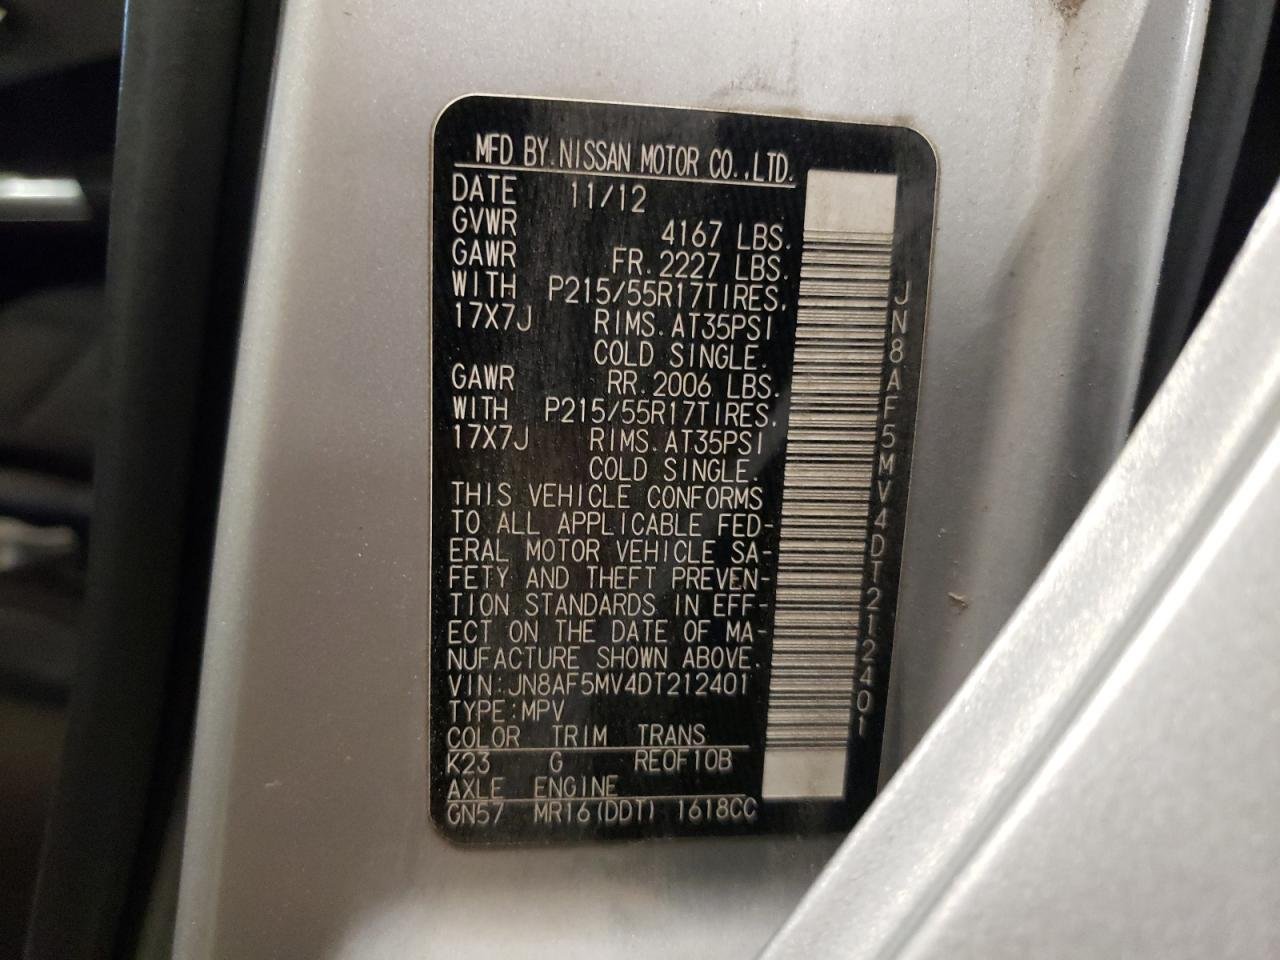 MFD BY.NISSAN MOTOR CO.,LTD.
DATE 11/12
GVWR 4167 LBS.
GAWR FR.2227 LBS.
WITH P215/55R17TIRES,
17X7J RIMS.AT35PSI
COLD SINGLE.
GAWR RR.2006 LBS.
WITH P215/55R17TIRES,
17X7J RIMS.AT35PSI
COLD SINGLE.
THIS VEHICLE CONFORMS
TO ALL APPLICABLE FED-
ERAL MOTOR VEHICLE SA-
FETY AND THEFT PREVEN-
TION STANDARDS IN EFF-
ECT ON THE DATE OF MA-
NUFACTURE SHOWN ABOVE.
VIN:JN8AF5MV4DT212401
TYPE:MPV
COLOR TRIM TRANS
K23 G RE0F10B
AXLE ENGINE
GN57 MR16(DDT) 1618CC
JN8AF5MV4DT212401